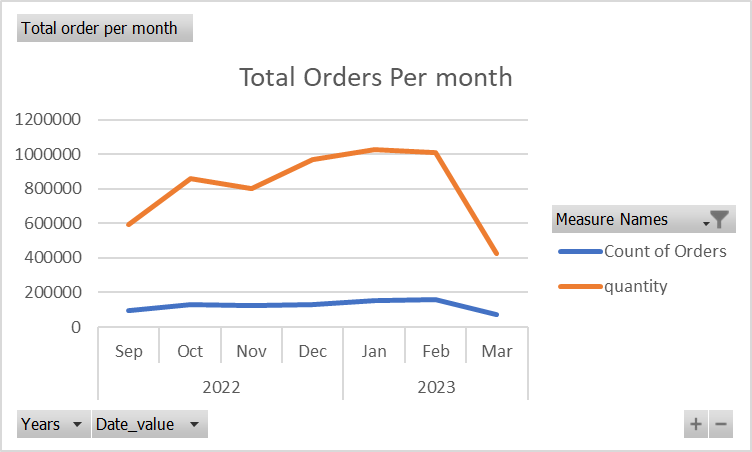 Total order per month
Total Orders Per month
1200000
1000000
800000
600000
400000
200000
0
Sep Oct Nov Dec Jan Feb Mar
2022 2023
Measure Names
Count of Orders
quantity
Years Date_value
+ −